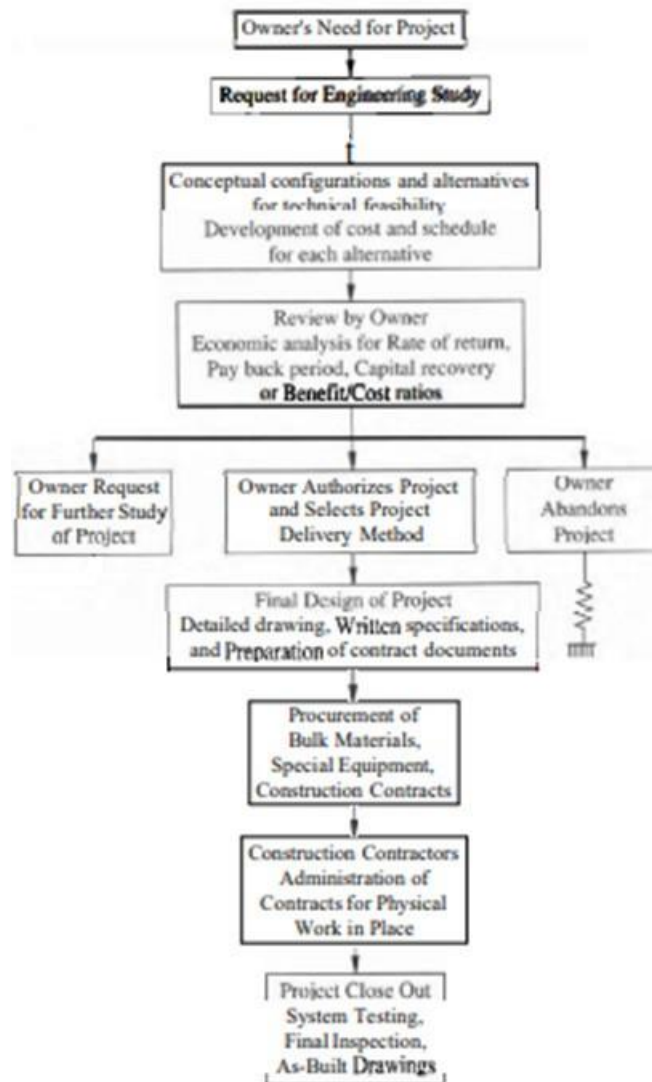 Owner's Need for Project
Request for Engineering Study
Conceptual configurations and alternatives
for technical feasibility
Development of cost and schedule
for each alternative
Review by Owner
Economic analysis for Rate of return,
Pay back period, Capital recovery
or Benefit/Cost ratios
Owner Request
for Further Study
of Project
Owner Authorizes Project
and Selects Project
Delivery Method
Owner
Abandons
Project
Final Design of Project
Detailed drawing, Written specifications,
and Preparation of contract documents
Procurement of
Bulk Materials,
Special Equipment,
Construction Contracts
Construction Contractors
Administration of
Contracts for Physical
Work in Place
Project Close Out
System Testing,
Final Inspection,
As-Built Drawings